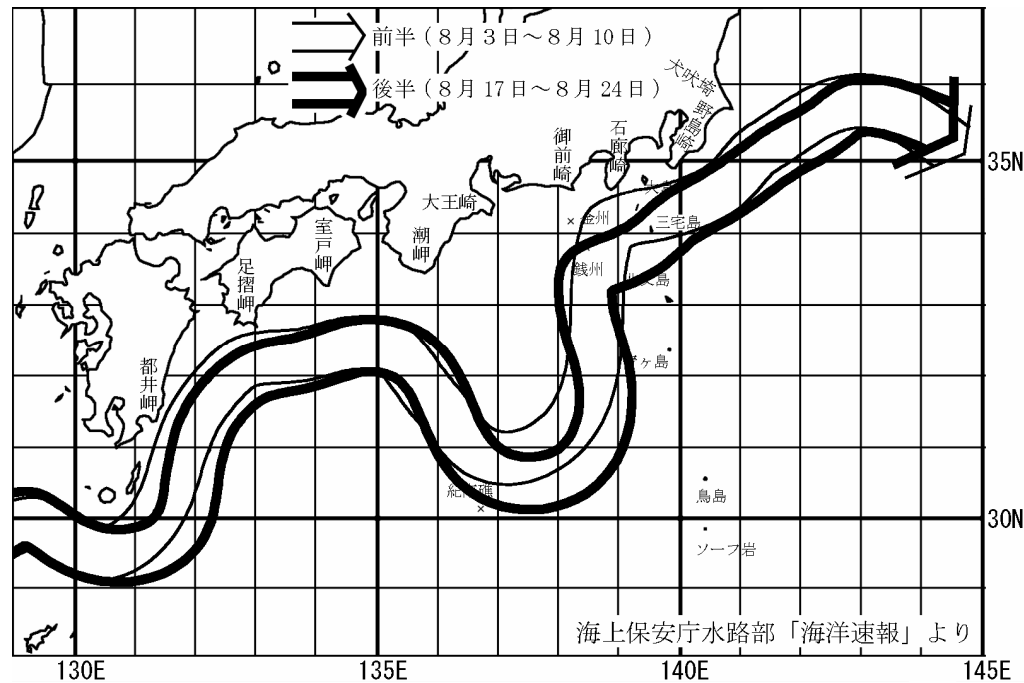 前半(8月3日～8月10日)
後半(8月17日～8月24日)
犬吠埼
野島崎
石廊崎
御前崎
35N
大王崎
潮岬
室戸岬
足摺岬
都井岬
金州
三宅島
銭州
鳥島
ソーフ岩
30N
海上保安庁水路部「海洋速報」より
130E
135E
140E
145E